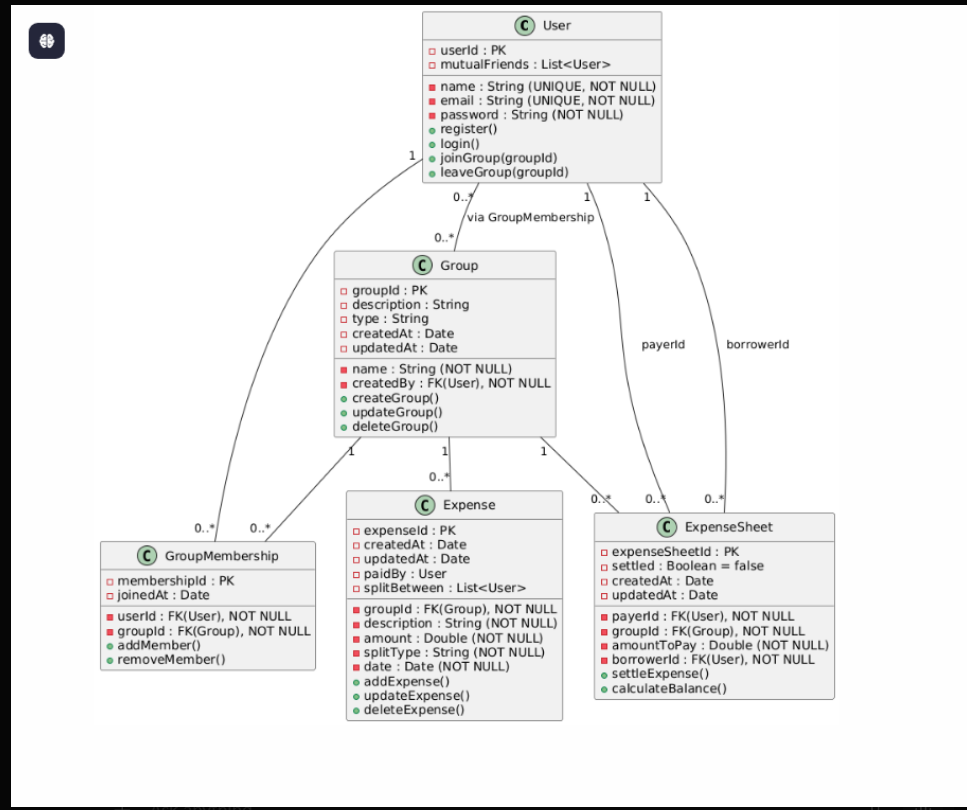 C User
userId : PK
mutualFriends : List<User>
name : String (UNIQUE, NOT NULL)
email : String (UNIQUE, NOT NULL)
password : String (NOT NULL)
register()
login()
joinGroup(groupId)
leaveGroup(groupId)
1
0..*
1
1
via GroupMembership
0..*
C Group
groupId : PK
description : String
type : String
createdAt : Date
updatedAt : Date
name : String (NOT NULL)
createdBy : FK(User), NOT NULL
createGroup()
updateGroup()
deleteGroup()
payerId
borrowerId
1
1
1
0..*
0..*
0..*
0..*
0..*
0..*
C GroupMembership
membershipId : PK
joinedAt : Date
userId : FK(User), NOT NULL
groupId : FK(Group), NOT NULL
addMember()
removeMember()
C Expense
expenseId : PK
createdAt : Date
updatedAt : Date
paidBy : User
splitBetween : List<User>
groupId : FK(Group), NOT NULL
description : String (NOT NULL)
amount : Double (NOT NULL)
splitType : String (NOT NULL)
date : Date (NOT NULL)
addExpense()
updateExpense()
deleteExpense()
C ExpenseSheet
expenseSheetId : PK
settled : Boolean = false
createdAt : Date
updatedAt : Date
payerId : FK(User), NOT NULL
groupId : FK(Group), NOT NULL
amountToPay : Double (NOT NULL)
borrowerId : FK(User), NOT NULL
settleExpense()
calculateBalance()